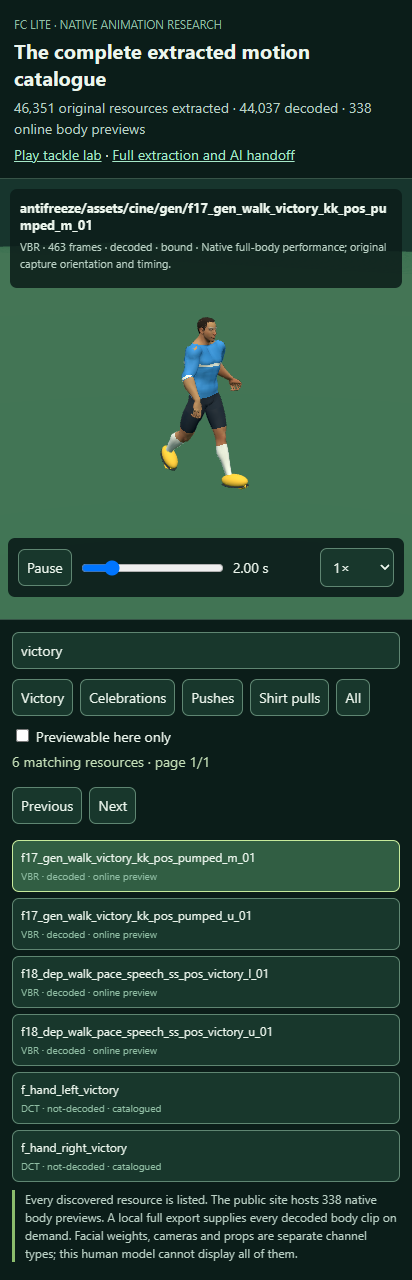 FC LITE · NATIVE ANIMATION RESEARCH
The complete extracted motion
catalogue
46,351 original resources extracted · 44,037 decoded · 338
online body previews
Play tackle lab · Full extraction and AI handoff
antifreeze/assets/cine/gen/f17_gen_walk_victory_kk_pos_pu
mped_m_01
VBR · 463 frames · decoded · bound · Native full-body performance; original
capture orientation and timing.
Pause 2.00 s 1×
victory
Victory Celebrations Pushes Shirt pulls All
Previewable here only
6 matching resources · page 1/1
Previous Next
f17_gen_walk_victory_kk_pos_pumped_m_01
VBR · decoded · online preview
f17_gen_walk_victory_kk_pos_pumped_u_01
VBR · decoded · online preview
f18_dep_walk_pace_speech_ss_pos_victory_l_01
VBR · decoded · online preview
f18_dep_walk_pace_speech_ss_pos_victory_u_01
VBR · decoded · online preview
f_hand_left_victory
DCT · not-decoded · catalogued
f_hand_right_victory
DCT · not-decoded · catalogued
Every discovered resource is listed. The public site hosts 338 native
body previews. A local full export supplies every decoded body clip on
demand. Facial weights, cameras and props are separate channel
types; this human model cannot display all of them.